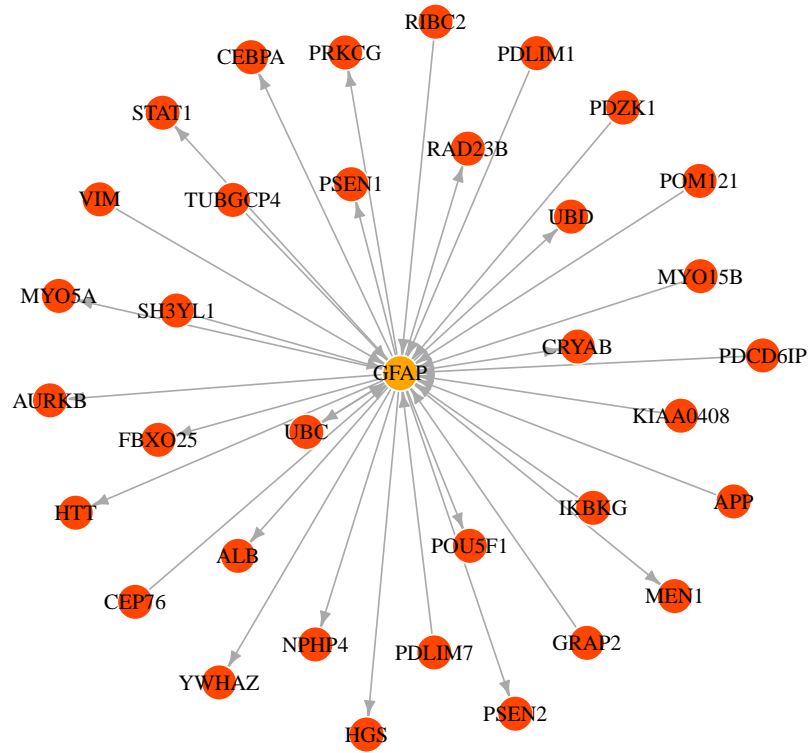 RIBC2
PRKCG
CEBPA
PDLIM1
PDZK1
STAT1
RAD23B
POM121
PSEN1
TUBGCP4
VIM
UBD
MYO15B
MYO5A
SH3YL1
CRYAB
PDCD6IP
GFAP
AURKB
KIAA0408
UBC
FBXO25
APP
IKBKG
HTT
POU5F1
ALB
MEN1
CEP76
GRAP2
NPHP4
PDLIM7
YWHAZ
PSEN2
HGS